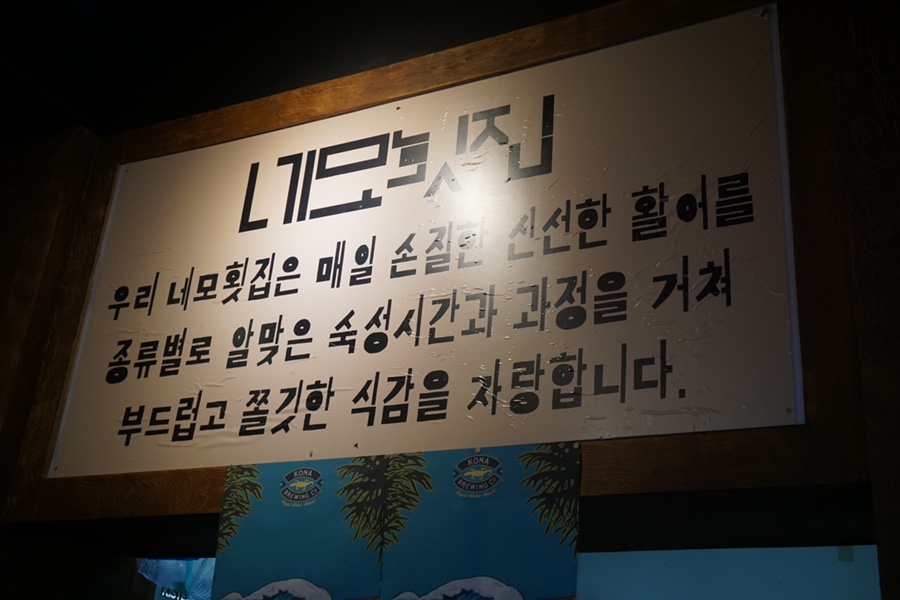 네모횟집
우리 네모횟집은 매일 손질한 신선한 활어를
종류별로 알맞은 숙성시간과 과정을 거쳐
부드럽고 쫄깃한 식감을 자랑합니다.
KONA
BREWING CO.
KONA
BREWING CO.